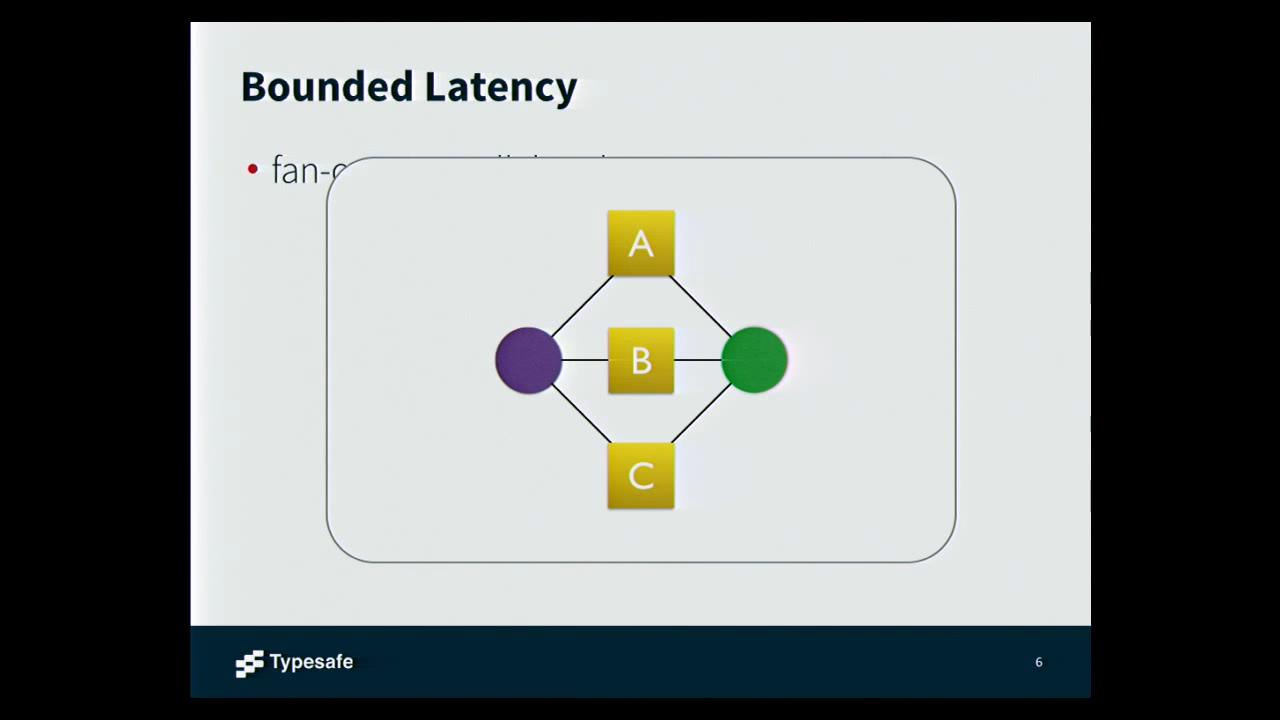 Bounded Latency
• fan-
A
B
C
Typesafe
6